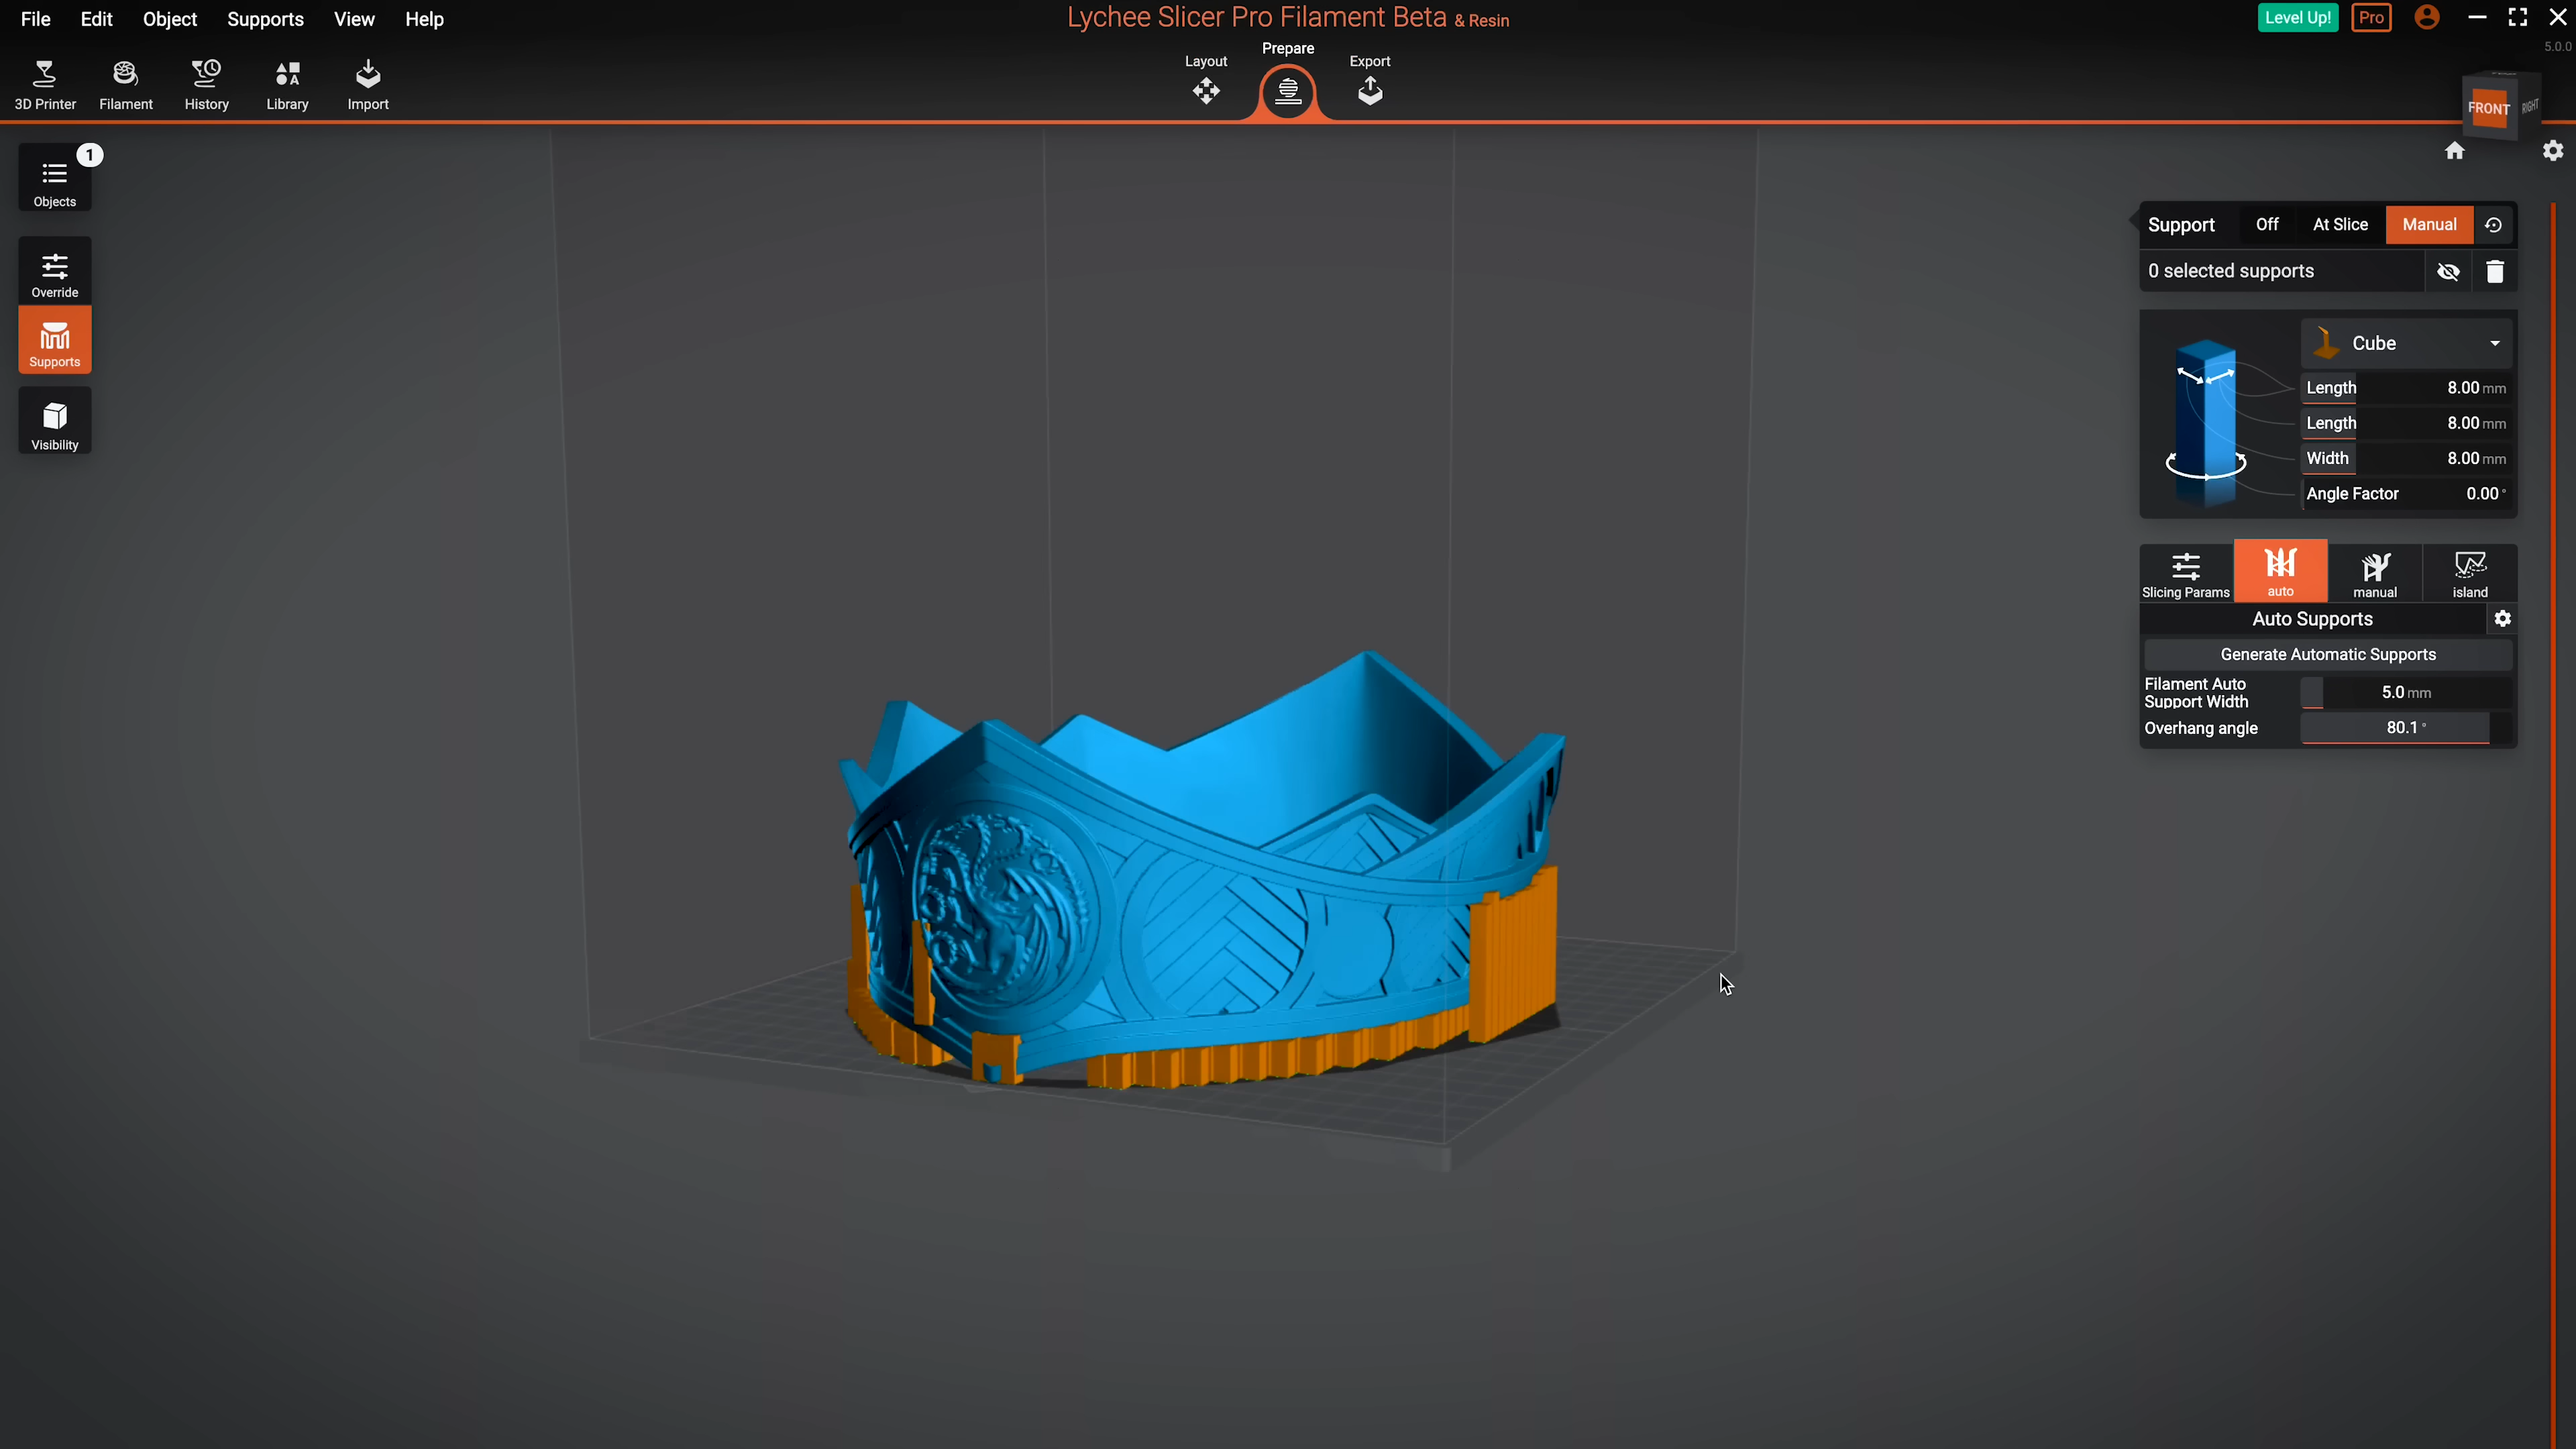 File Edit Object Supports View Help
Lychee Slicer Pro Filament Beta & Resin
Level Up! Pro
5.0.0
3D Printer Filament History Library Import
Layout Prepare Export
FRONT RIGHT
1
Objects
Override
Supports
Visibility
Support Off At Slice Manual
0 selected supports
Cube
Length 8.00 mm
Length 8.00 mm
Width 8.00 mm
Angle Factor 0.00 °
Slicing Params auto manual island
Auto Supports
Generate Automatic Supports
Filament Auto
Support Width 5.0 mm
Overhang angle 80.1 °